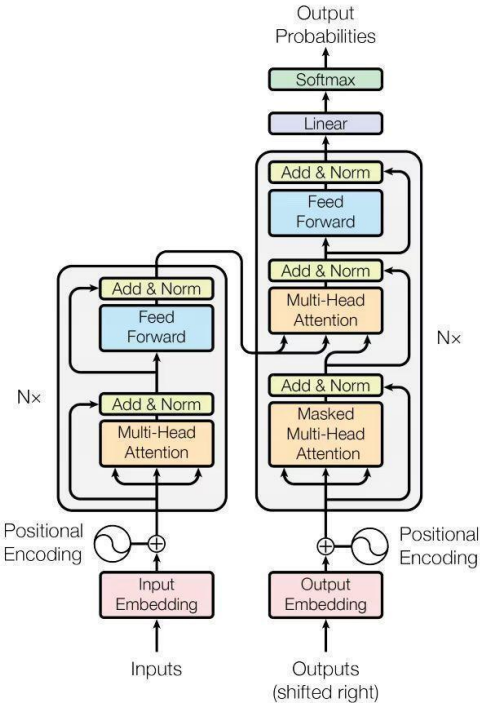 Output
Probabilities
Softmax
Linear
Add & Norm
Feed
Forward
Add & Norm
Multi-Head
Attention
Add & Norm
Masked
Multi-Head
Attention
N×
Add & Norm
Feed
Forward
Add & Norm
Multi-Head
Attention
N×
Positional
Encoding
Positional
Encoding
Input
Embedding
Output
Embedding
Inputs
Outputs
(shifted right)